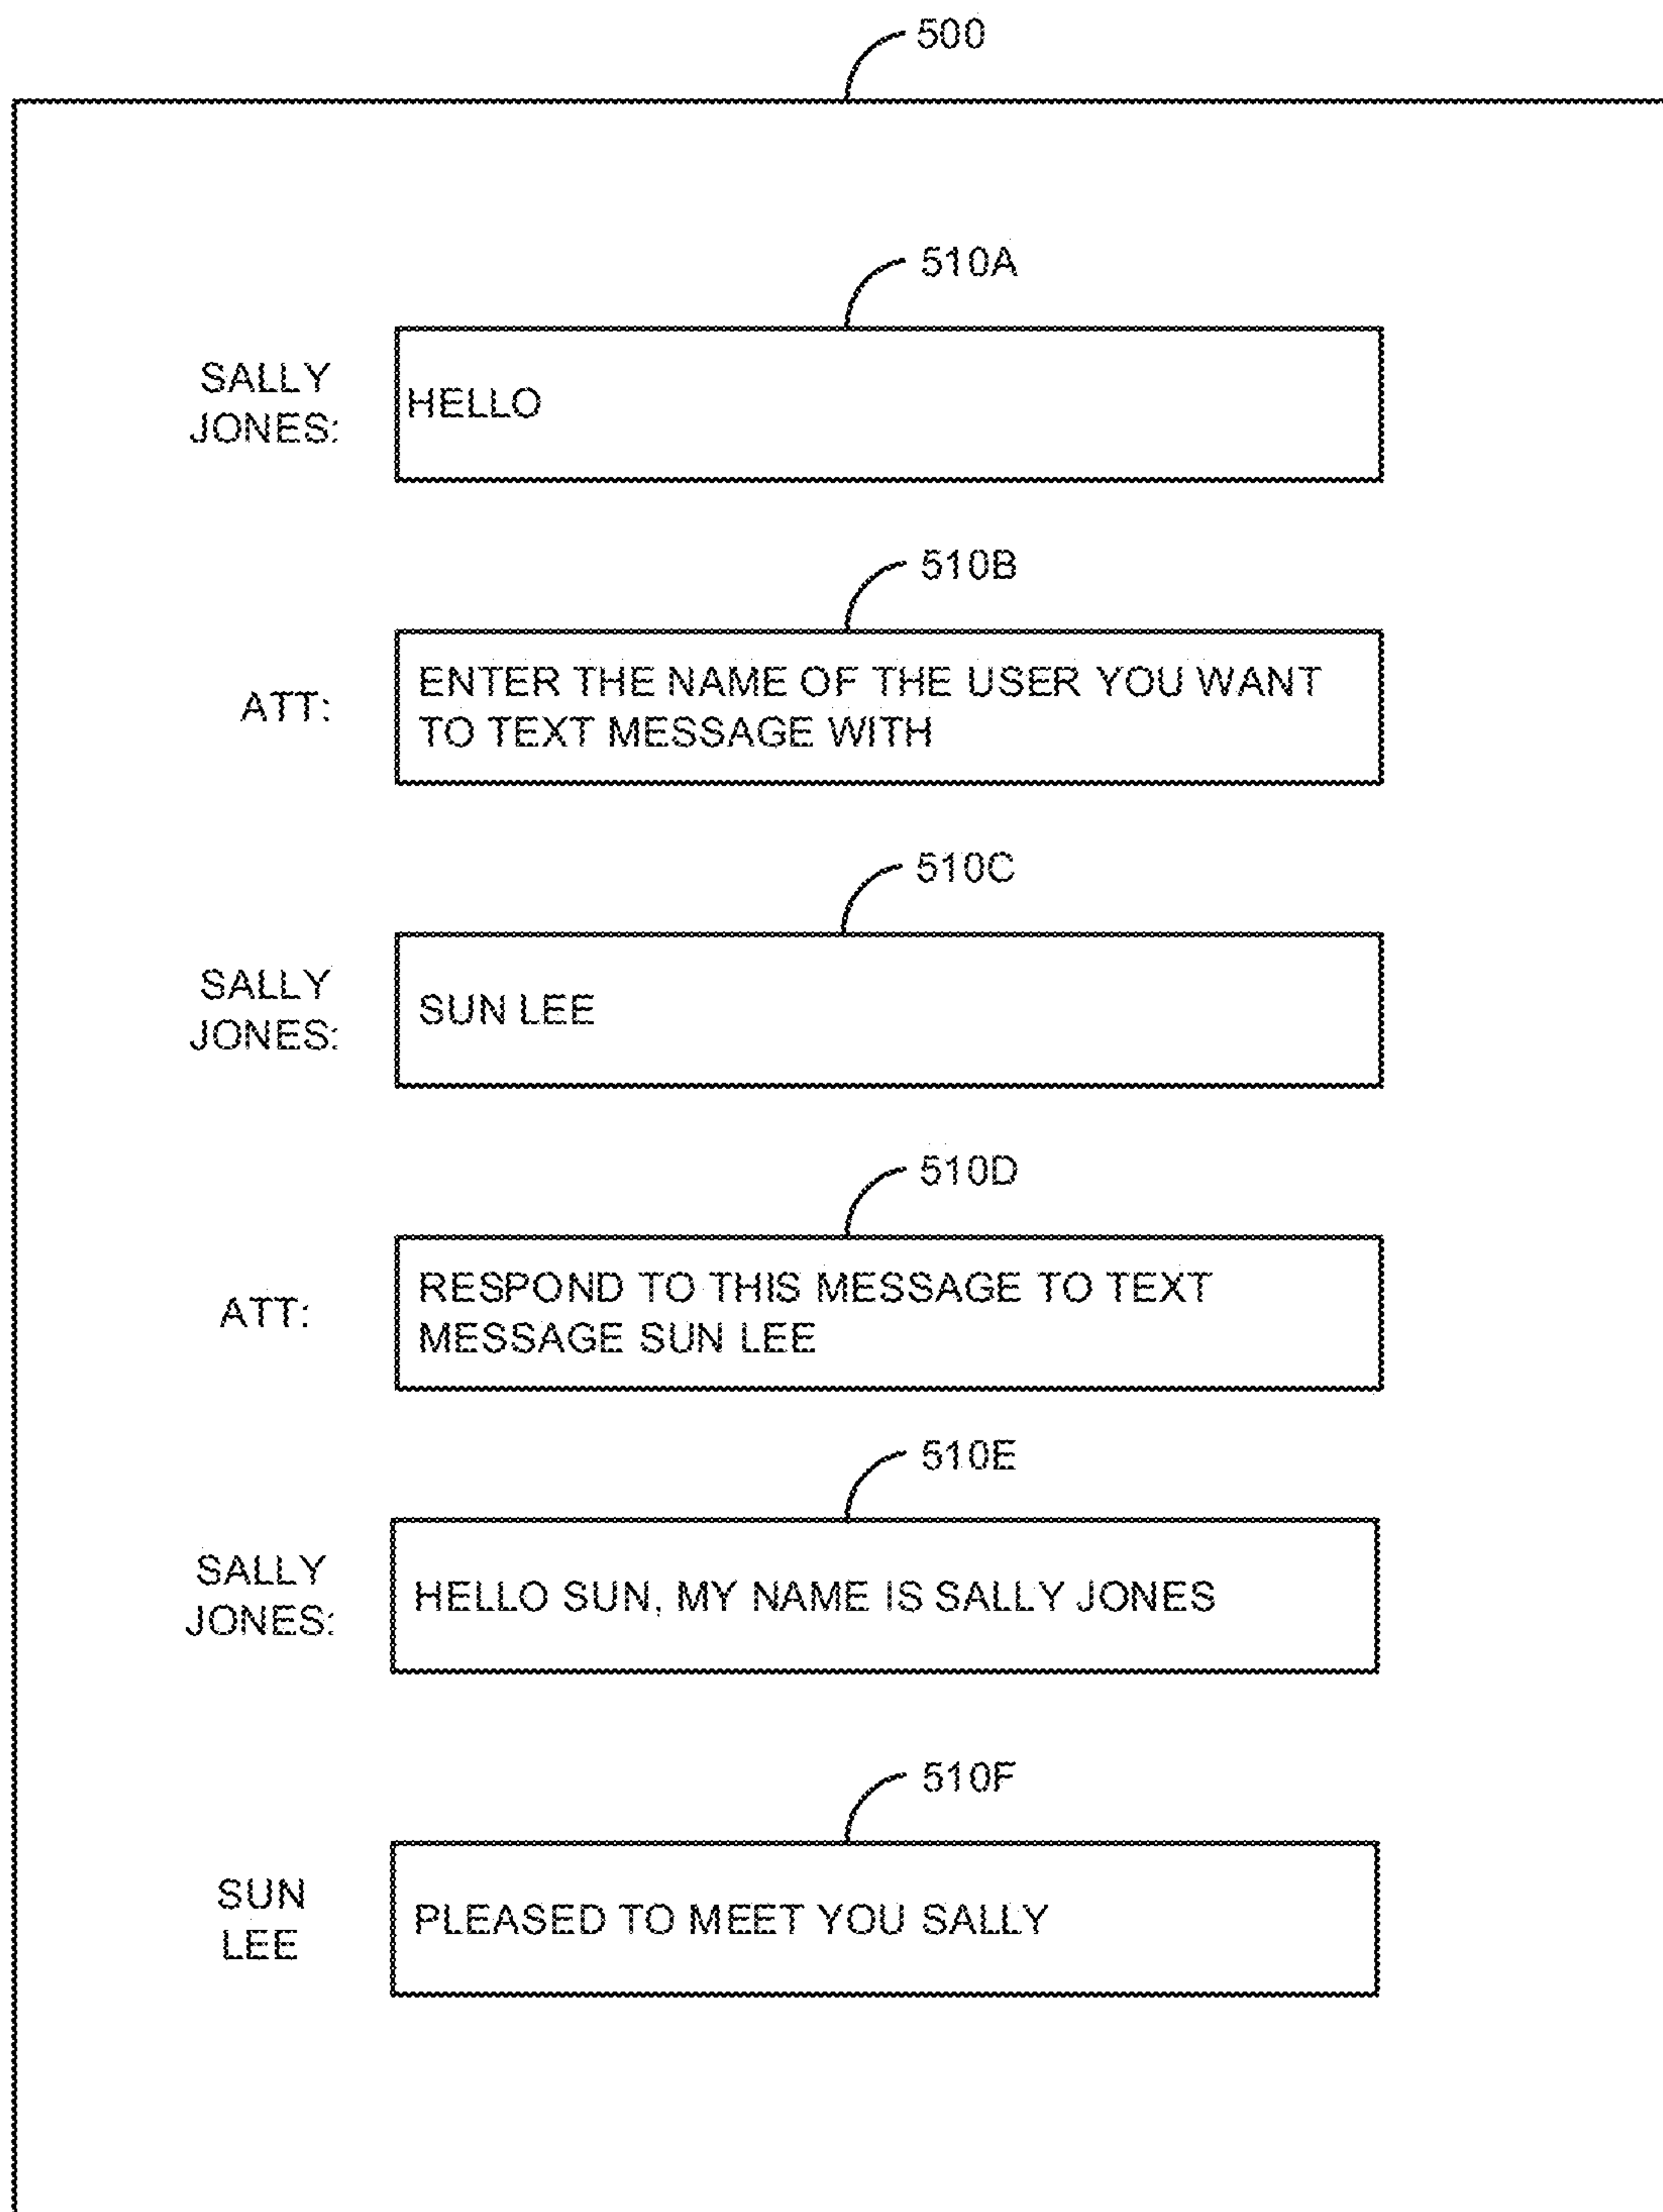 500
510A
SALLY
JONES:
HELLO
510B
ATT:
ENTER THE NAME OF THE USER YOU WANT
TO TEXT MESSAGE WITH
510C
SALLY
JONES:
SUN LEE
510D
ATT:
RESPOND TO THIS MESSAGE TO TEXT
MESSAGE SUN LEE
510E
SALLY
JONES:
HELLO SUN, MY NAME IS SALLY JONES
510F
SUN
LEE
PLEASED TO MEET YOU SALLY